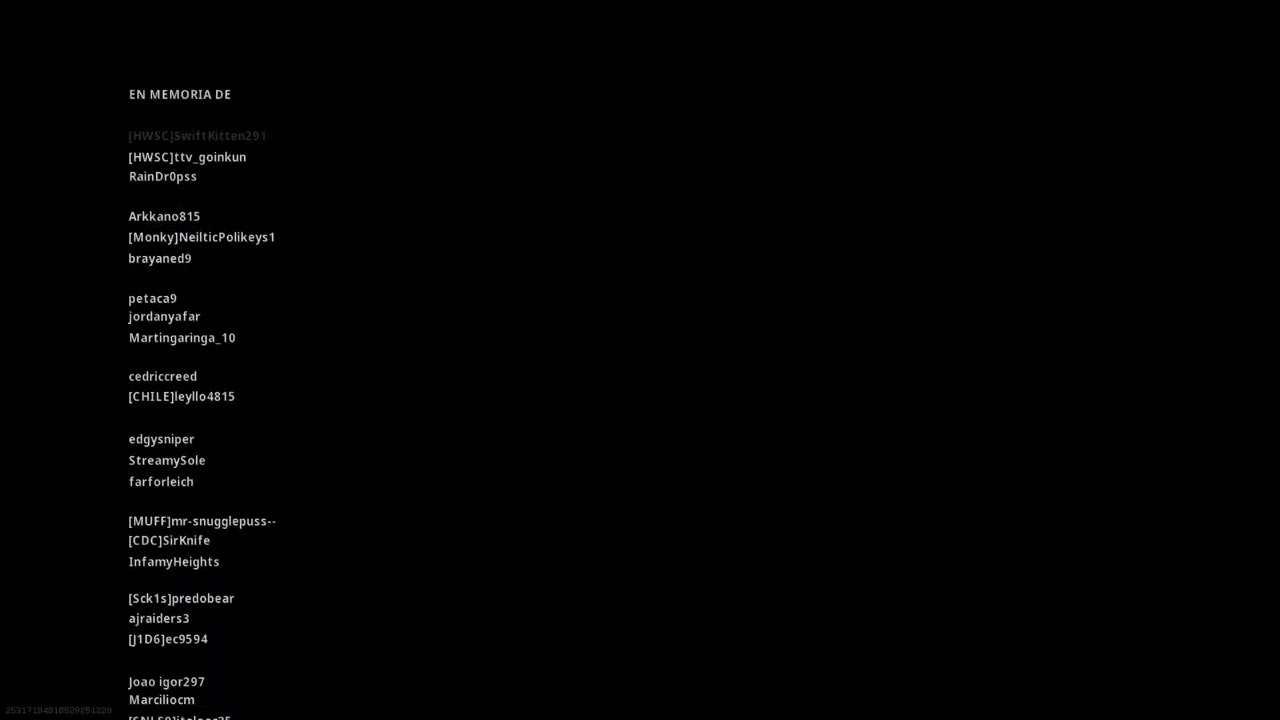 EN MEMORIA DE
[HWSC]SwiftKitten291
[HWSC]ttv_goinkun
RainDr0pss
Arkkano815
[Monky]NeilticPolikeys1
brayaned9
petaca9
jordanyafar
Martingaringa_10
cedriccreed
[CHILE]leyllo4815
edgysniper
StreamySole
farforleich
[MUFF]mr-snugglepuss--
[CDC]SirKnife
InfamyHeights
[Sck1s]predobear
ajraiders3
[J1D6]ec9594
Joao igor297
Marciliocm